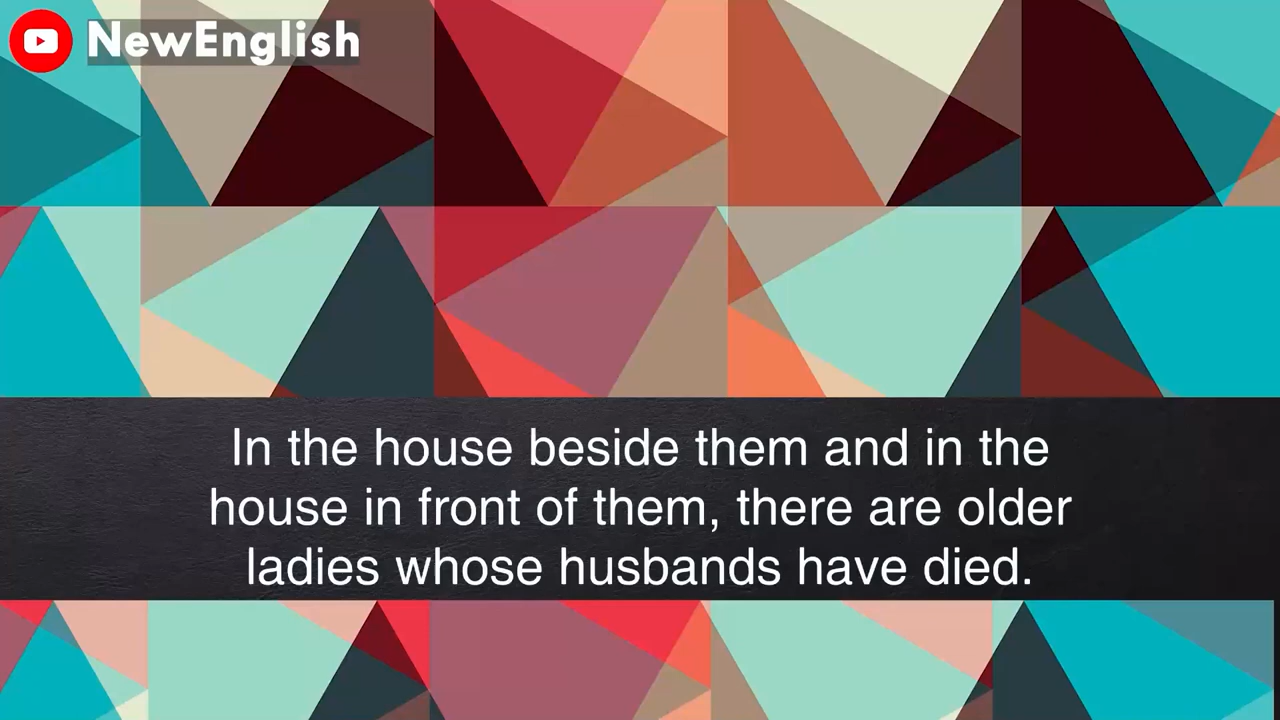 NewEnglish
In the house beside them and in the
house in front of them, there are older
ladies whose husbands have died.